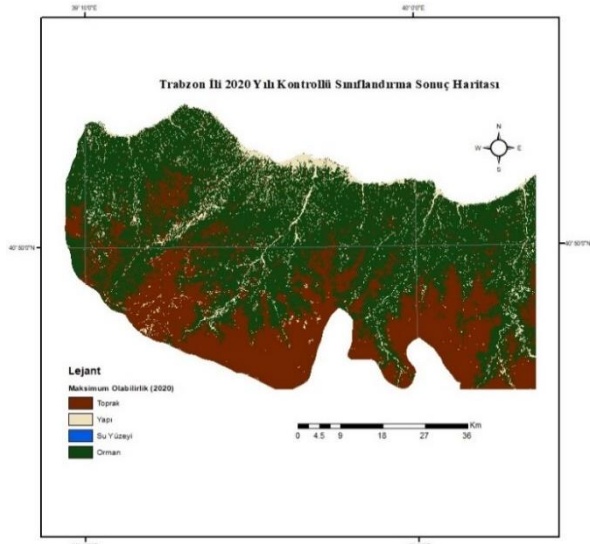 39°10'0"E 40°0'0"E
Trabzon İli 2020 Yılı Kontrollü Sınıflandırma Sonuç Haritası
N
W E
S
40°50'0"N 40°50'0"N
Lejant
Maksimum Olabilirlik (2020)
Toprak
Yapı
Su Yüzeyi
Orman
Km
0 4.5 9 18 27 36